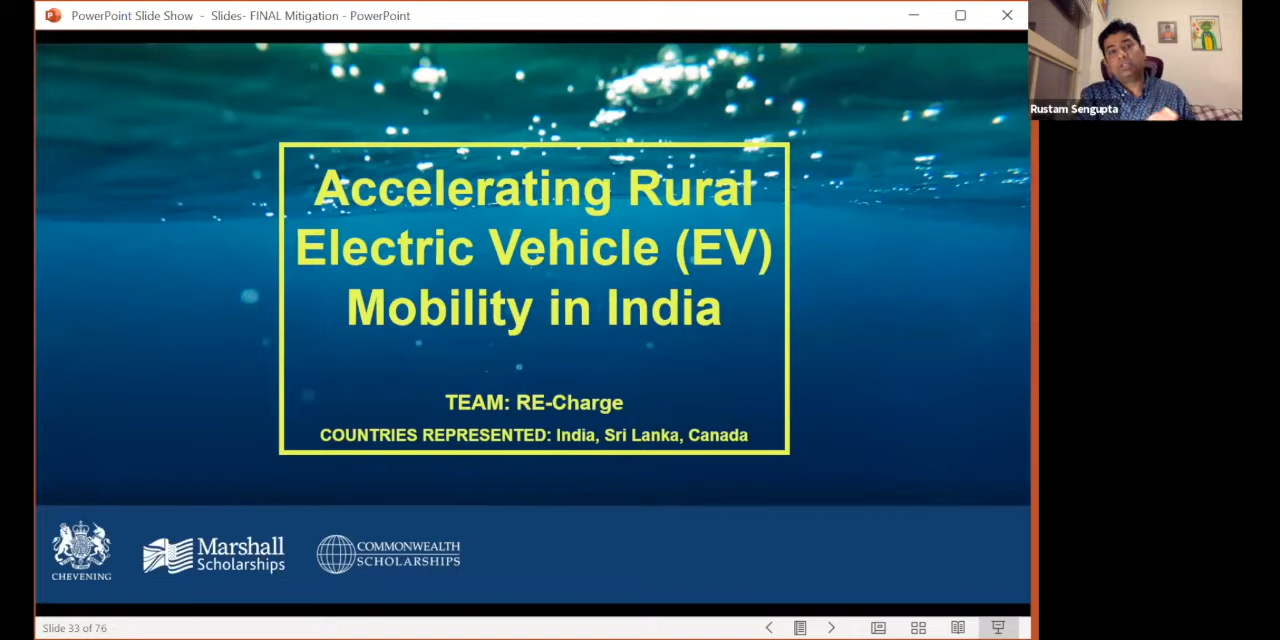 PowerPoint Slide Show - Slides- FINAL Mitigation - PowerPoint
Rustam Sengupta
Accelerating Rural
Electric Vehicle (EV)
Mobility in India
TEAM: RE-Charge
COUNTRIES REPRESENTED: India, Sri Lanka, Canada
CHEVENING
Marshall
Scholarships
COMMONWEALTH
SCHOLARSHIPS
Slide 33 of 76